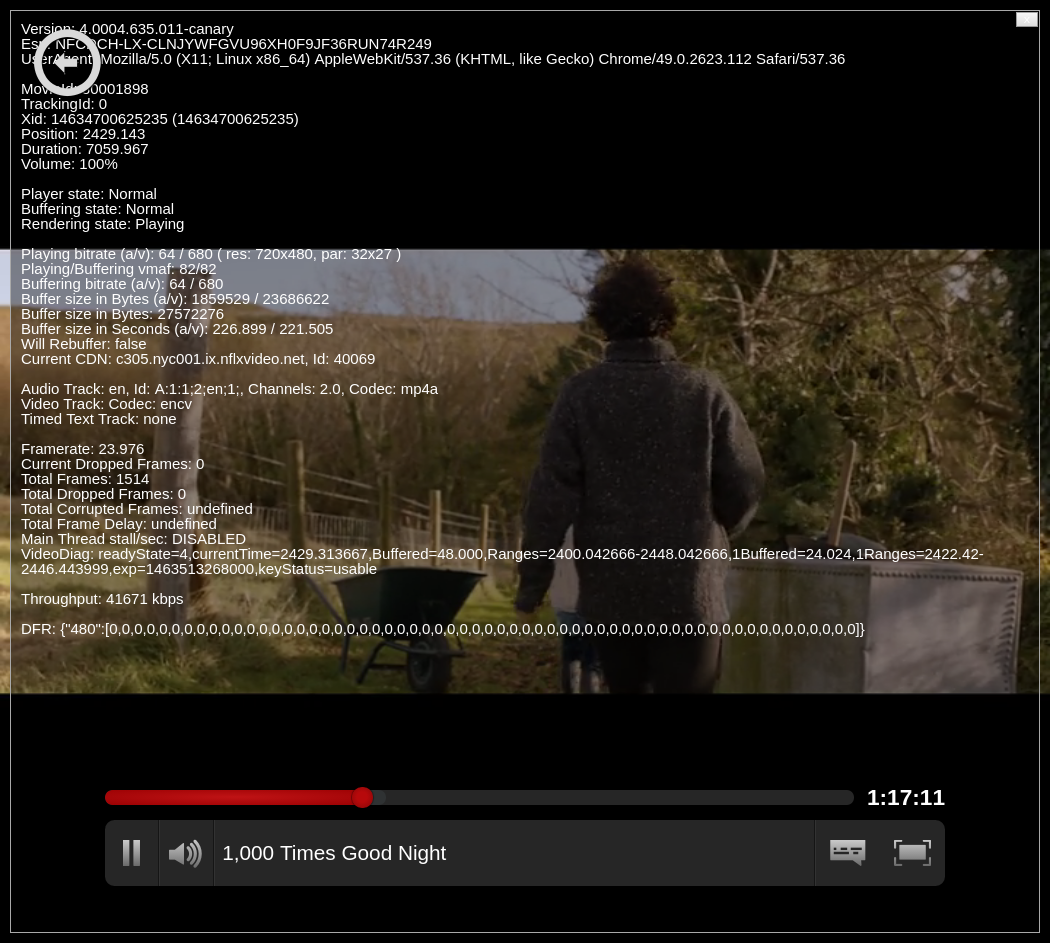 Version: 4.0004.635.011-canary
Esn: NFCDCH-LX-CLNJYWFGVU96XH0F9JF36RUN74R249
UserAgent: Mozilla/5.0 (X11; Linux x86_64) AppleWebKit/537.36 (KHTML, like Gecko) Chrome/49.0.2623.112 Safari/537.36
MovieId: 80001898
TrackingId: 0
Xid: 14634700625235 (14634700625235)
Position: 2429.143
Duration: 7059.967
Volume: 100%
Player state: Normal
Buffering state: Normal
Rendering state: Playing
Playing bitrate (a/v): 64 / 680 ( res: 720x480, par: 32x27 )
Playing/Buffering vmaf: 82/82
Buffering bitrate (a/v): 64 / 680
Buffer size in Bytes (a/v): 1859529 / 23686622
Buffer size in Bytes: 27572276
Buffer size in Seconds (a/v): 226.899 / 221.505
Will Rebuffer: false
Current CDN: c305.nyc001.ix.nflxvideo.net, Id: 40069
Audio Track: en, Id: A:1:1;2;en;1;, Channels: 2.0, Codec: mp4a
Video Track: Codec: encv
Timed Text Track: none
Framerate: 23.976
Current Dropped Frames: 0
Total Frames: 1514
Total Dropped Frames: 0
Total Corrupted Frames: undefined
Total Frame Delay: undefined
Main Thread stall/sec: DISABLED
VideoDiag: readyState=4,currentTime=2429.313667,Buffered=48.000,Ranges=2400.042666-2448.042666,1Buffered=24.024,1Ranges=2422.42-
2446.443999,exp=1463513268000,keyStatus=usable
Throughput: 41671 kbps
DFR: {"480":[0,0,0,0,0,0,0,0,0,0,0,0,0,0,0,0,0,0,0,0,0,0,0,0,0,0,0,0,0,0,0,0,0,0,0,0,0,0,0,0,0,0,0,0,0,0,0,0,0,0,0,0,0,0,0,0,0,0,0,0]}
1:17:11
1,000 Times Good Night